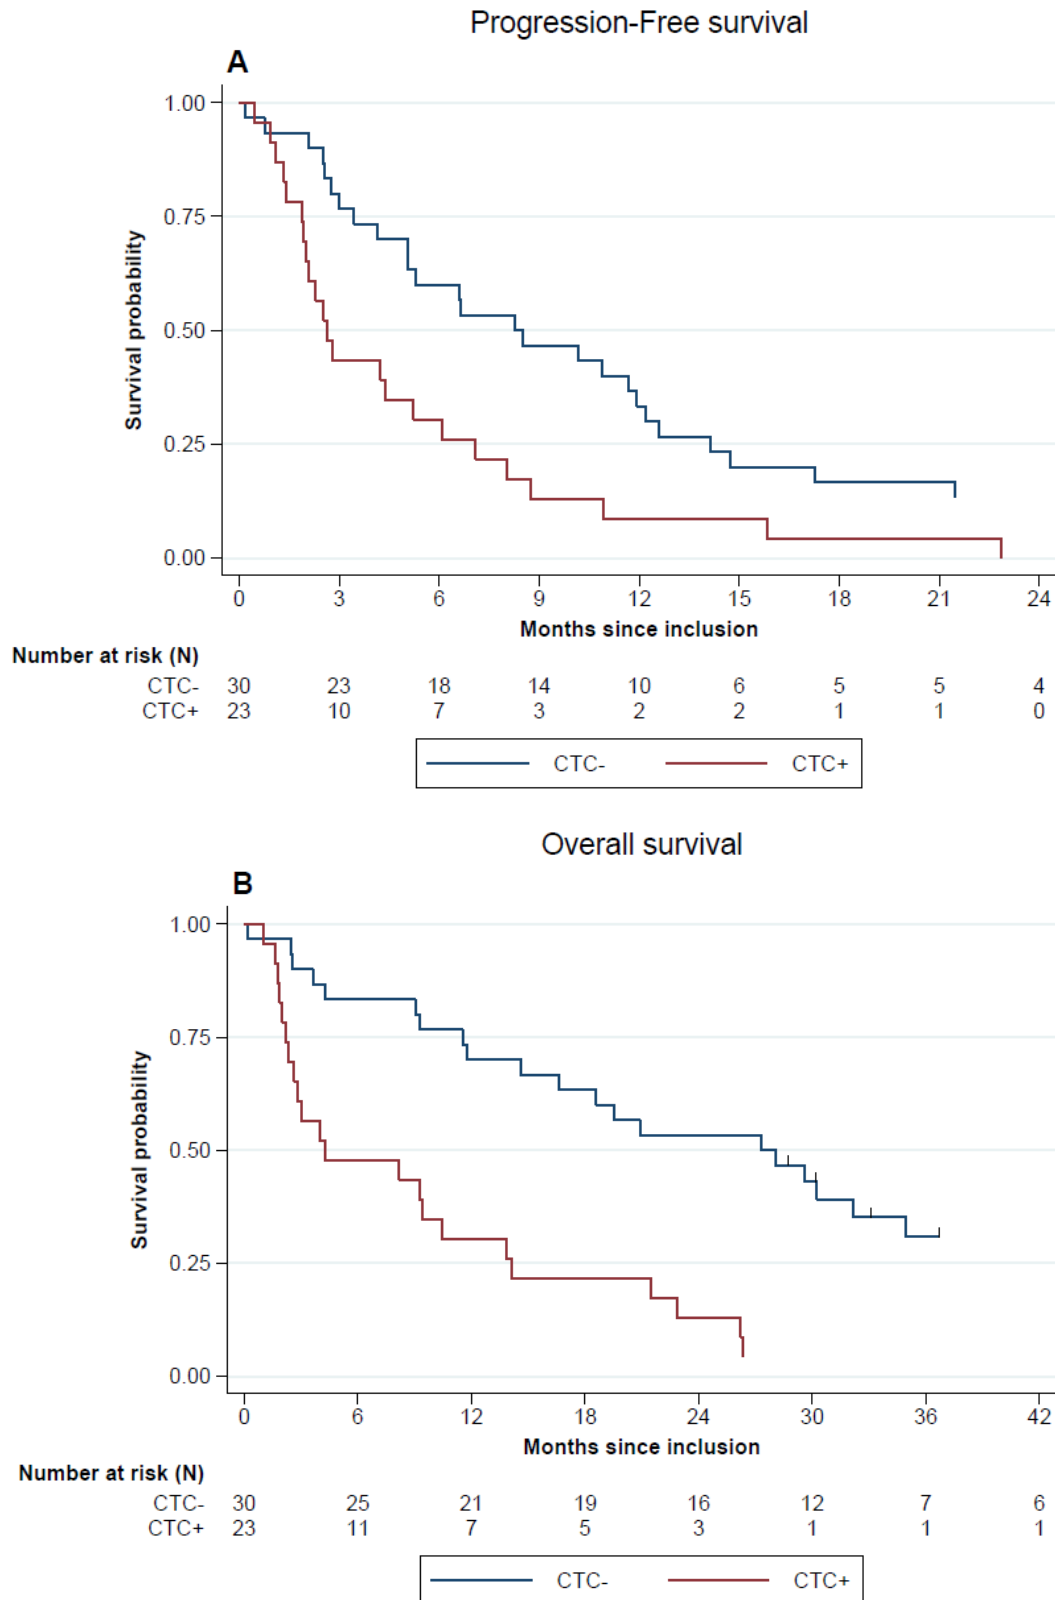 Progression-Free survival
A
1.00
0.75
0.50
0.25
0.00
Survival probability
0 3 6 9 12 15 18 21 24
Months since inclusion
Number at risk (N)
CTC- 30 23 18 14 10 6 5 5 4
CTC+ 23 10 7 3 2 2 1 1 0
CTC- CTC+
Overall survival
B
1.00
0.75
0.50
0.25
0.00
Survival probability
0 6 12 18 24 30 36 42
Months since inclusion
Number at risk (N)
CTC- 30 25 21 19 16 12 7 6
CTC+ 23 11 7 5 3 1 1 1
CTC- CTC+